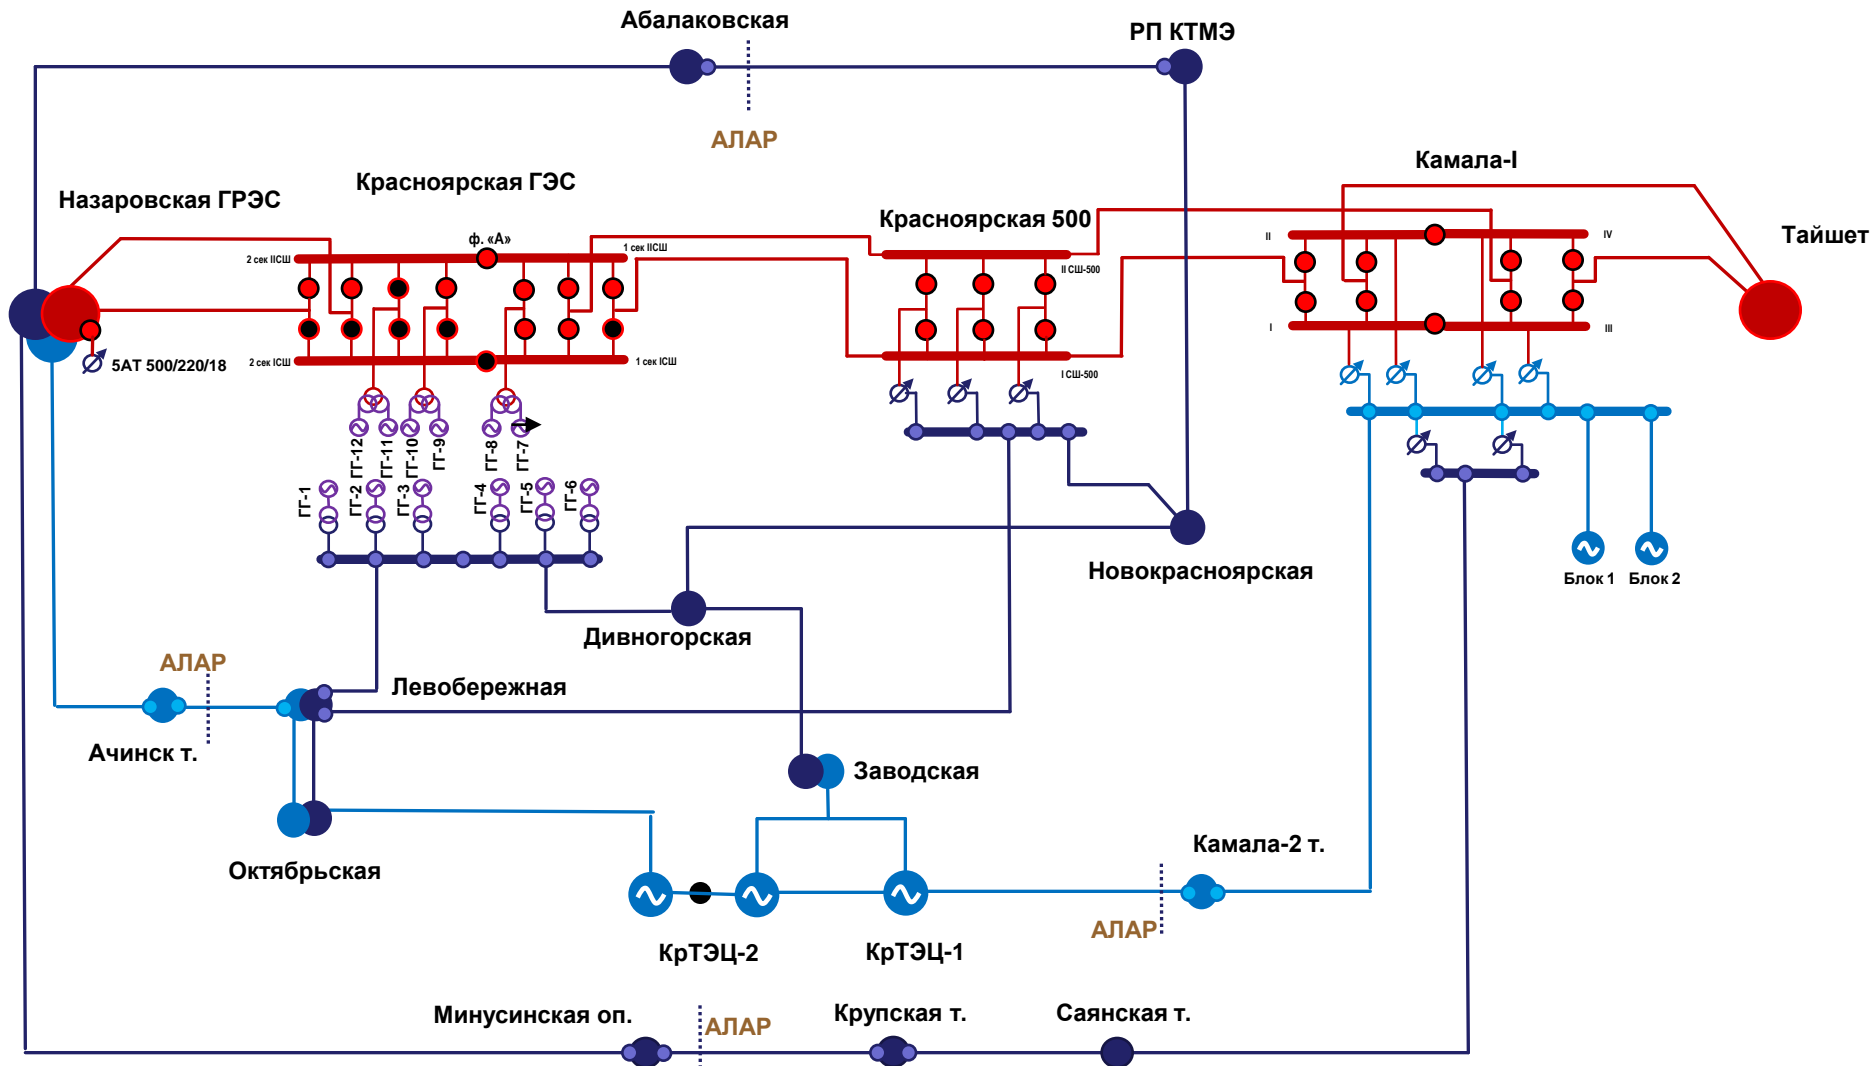 Абалаковская
РП КТМЭ
АЛАР
Камала-I
Красноярская ГЭС
Назаровская ГРЭС
Красноярская 500
Тайшет
ф. «А»
2 сек IIСШ
1 сек IIСШ
II СШ-500
II
IV
I
III
2 сек IСШ
1 сек IСШ
I СШ-500
5АТ 500/220/18
ГГ-12
ГГ-11
ГГ-10
ГГ-9
ГГ-8
ГГ-7
ГГ-1
ГГ-2
ГГ-3
ГГ-4
ГГ-5
ГГ-6
Блок 1
Блок 2
Новокрасноярская
Дивногорская
АЛАР
Левобережная
Ачинск т.
Заводская
Октябрьская
Камала-2 т.
АЛАР
КрТЭЦ-2
КрТЭЦ-1
Минусинская оп.
АЛАР
Крупская т.
Саянская т.